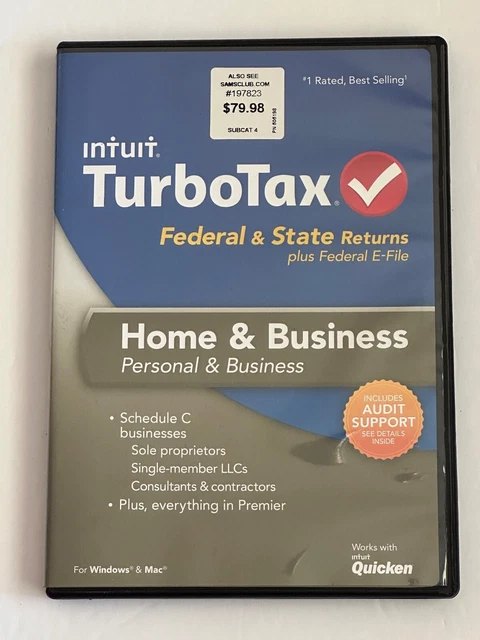 ALSO SEE
SAMSCLUB.COM
#197823
$79.98
SUBCAT 4
#1 Rated, Best Selling¹
intuit®
TurboTax®
Federal & State Returns
plus Federal E-File
Home & Business
Personal & Business
INCLUDES
AUDIT
SUPPORT
SEE DETAILS
INSIDE
• Schedule C
businesses
Sole proprietors
Single-member LLCs
Consultants & contractors
• Plus, everything in Premier
For Windows® & Mac®
Works with
intuit
Quicken